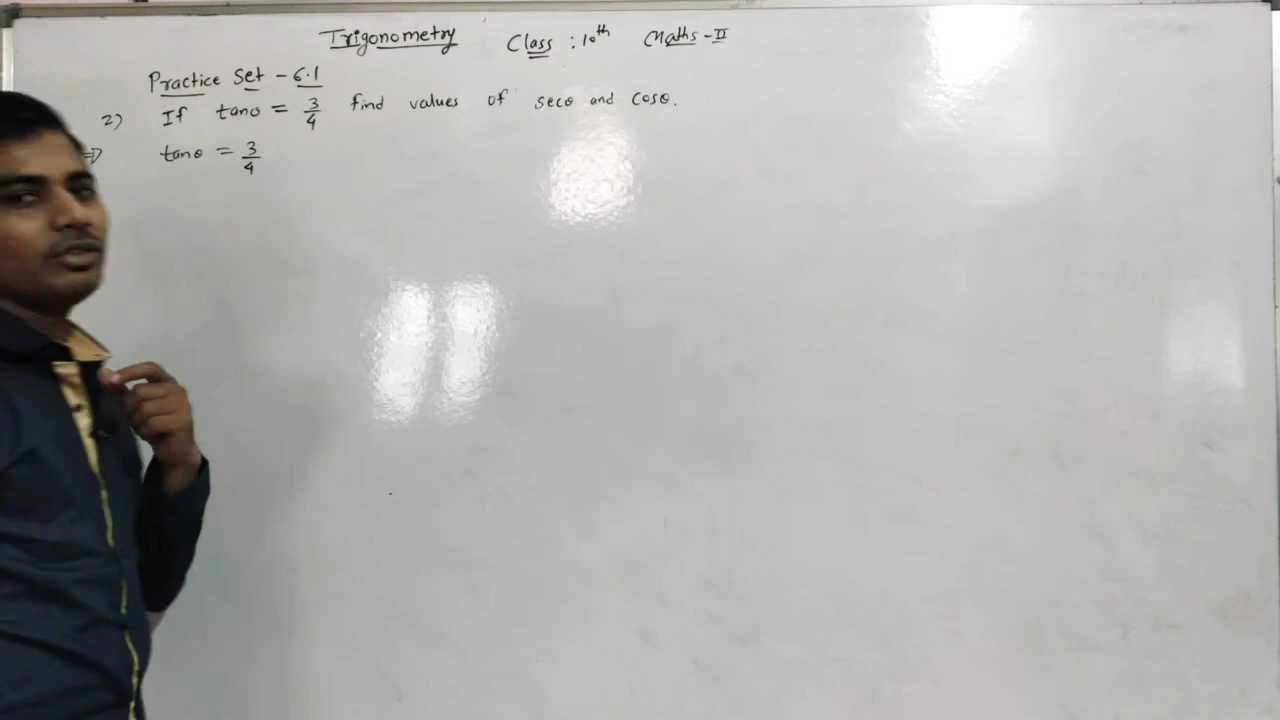 Trigonometry Class : 10th Maths - II
Practice Set - 6.1
2) If tanθ = 3/4 find values of secθ and cosθ.
⇒ tanθ = 3/4